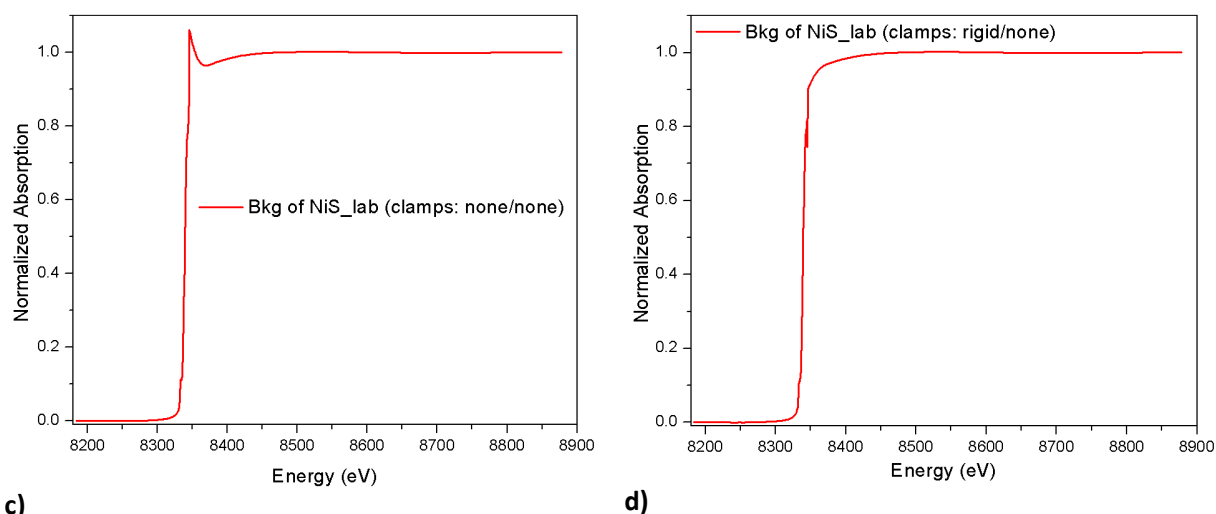 1.0
0.8
0.6
0.4
0.2
0.0
Normalized Absorption
Bkg of NiS_lab (clamps: none/none)
8200 8300 8400 8500 8600 8700 8800 8900
Energy (eV)
c)
Bkg of NiS_lab (clamps: rigid/none)
1.0
0.8
0.6
0.4
0.2
0.0
Normalized Absorption
8200 8300 8400 8500 8600 8700 8800 8900
Energy (eV)
d)